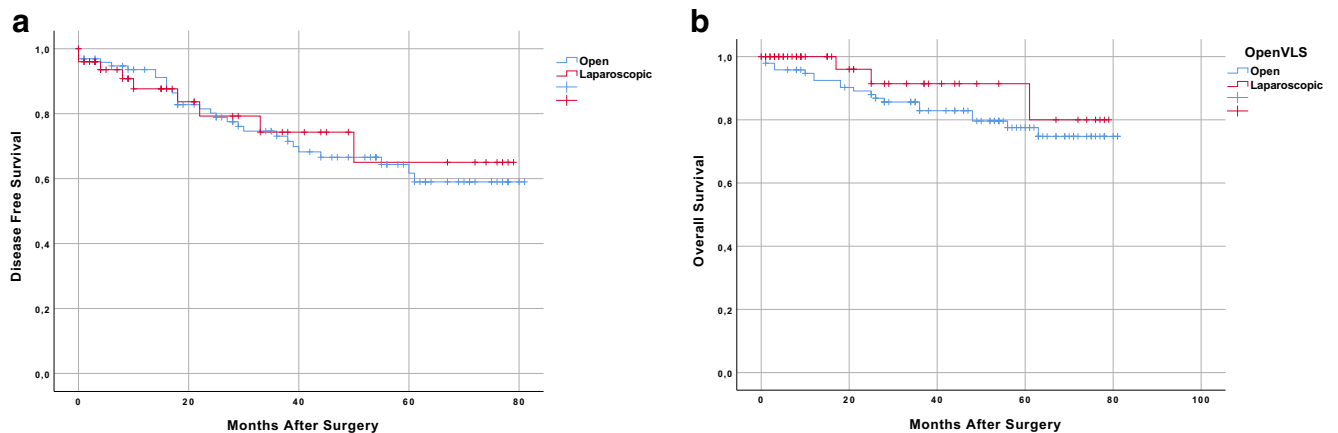 a
Disease Free Survival
1,0
0,8
0,6
0,4
0,2
0,0
0 20 40 60 80
Months After Surgery
Open
Laparoscopic
b
Overall Survival
1,0
0,8
0,6
0,4
0,2
0,0
0 20 40 60 80 100
Months After Surgery
OpenVLS
Open
Laparoscopic